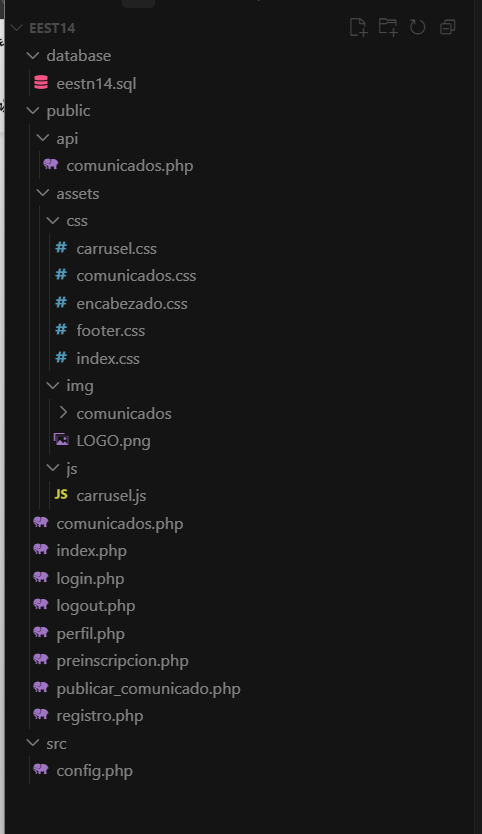 EEST14
database
eestn14.sql
public
api
comunicados.php
assets
css
# carrusel.css
# comunicados.css
# encabezado.css
# footer.css
# index.css
img
comunicados
LOGO.png
js
JS carrusel.js
comunicados.php
index.php
login.php
logout.php
perfil.php
preinscripcion.php
publicar_comunicado.php
registro.php
src
config.php